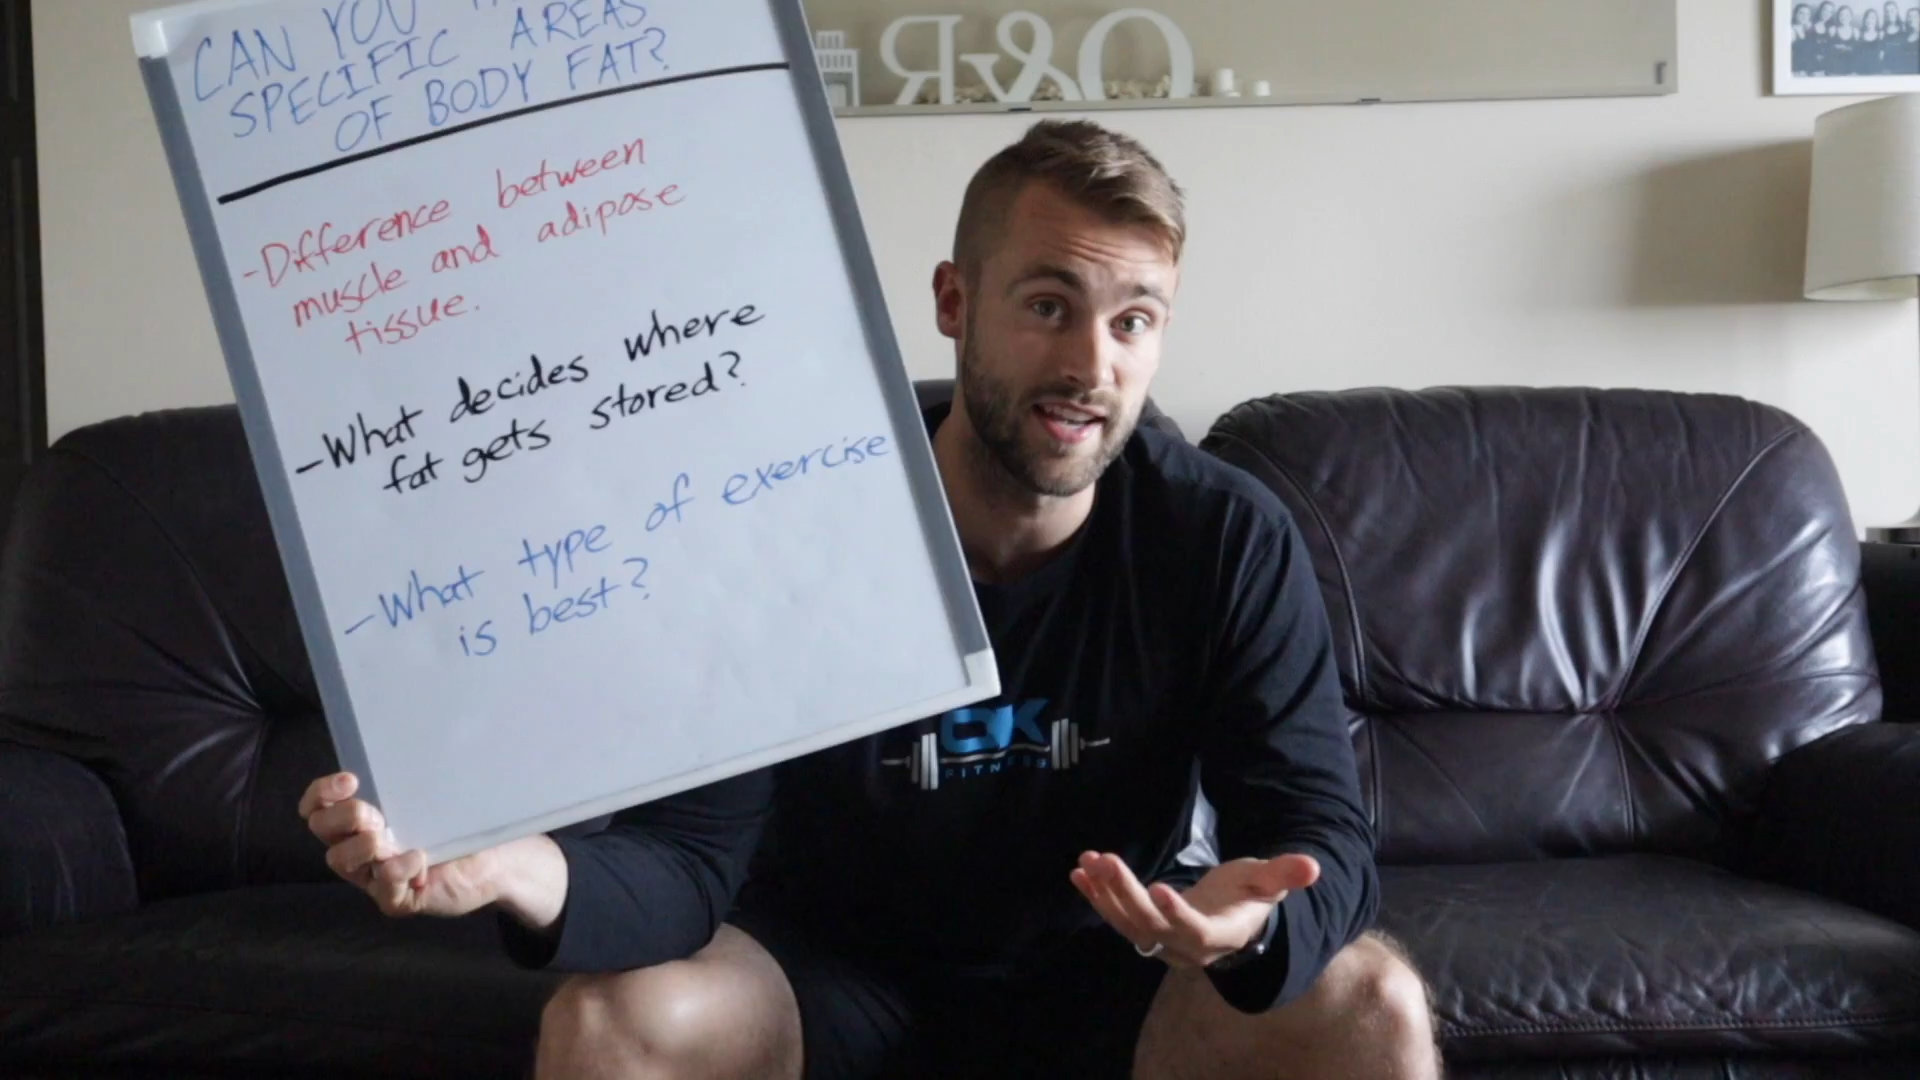 CAN YOU
SPECIFIC AREAS
OF BODY FAT?
-Difference between
muscle and adipose
tissue.
-What decides where
fat gets stored?
-What type of exercise
is best?
R&O
FITNESS